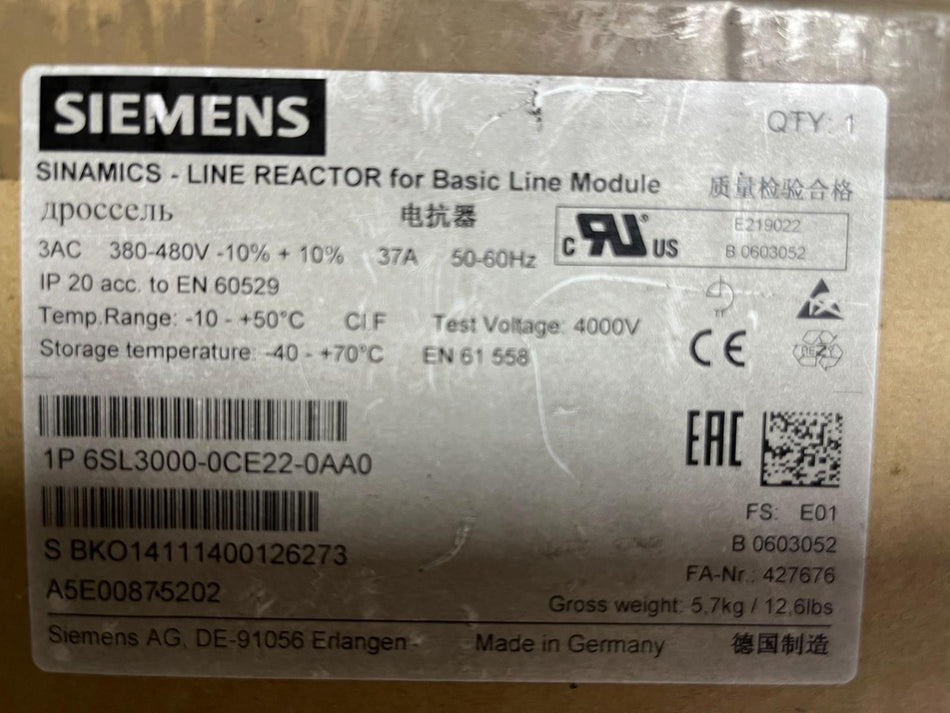 SIEMENS
QTY: 1
SINAMICS - LINE REACTOR for Basic Line Module
质量检验合格
дроссель
电抗器
c RU US
E219022
B 0603052
3AC 380-480V -10% + 10% 37A 50-60Hz
IP 20 acc. to EN 60529
Temp.Range: -10 - +50°C Cl.F Test Voltage: 4000V
Storage temperature: -40 - +70°C EN 61 558
CE
RESY
EAC
1P 6SL3000-0CE22-0AA0
S BKO14111400126273
A5E00875202
FS: E01
B 0603052
FA-Nr.: 427676
Gross weight: 5,7kg / 12,6lbs
Siemens AG, DE-91056 Erlangen
Made in Germany
德国制造